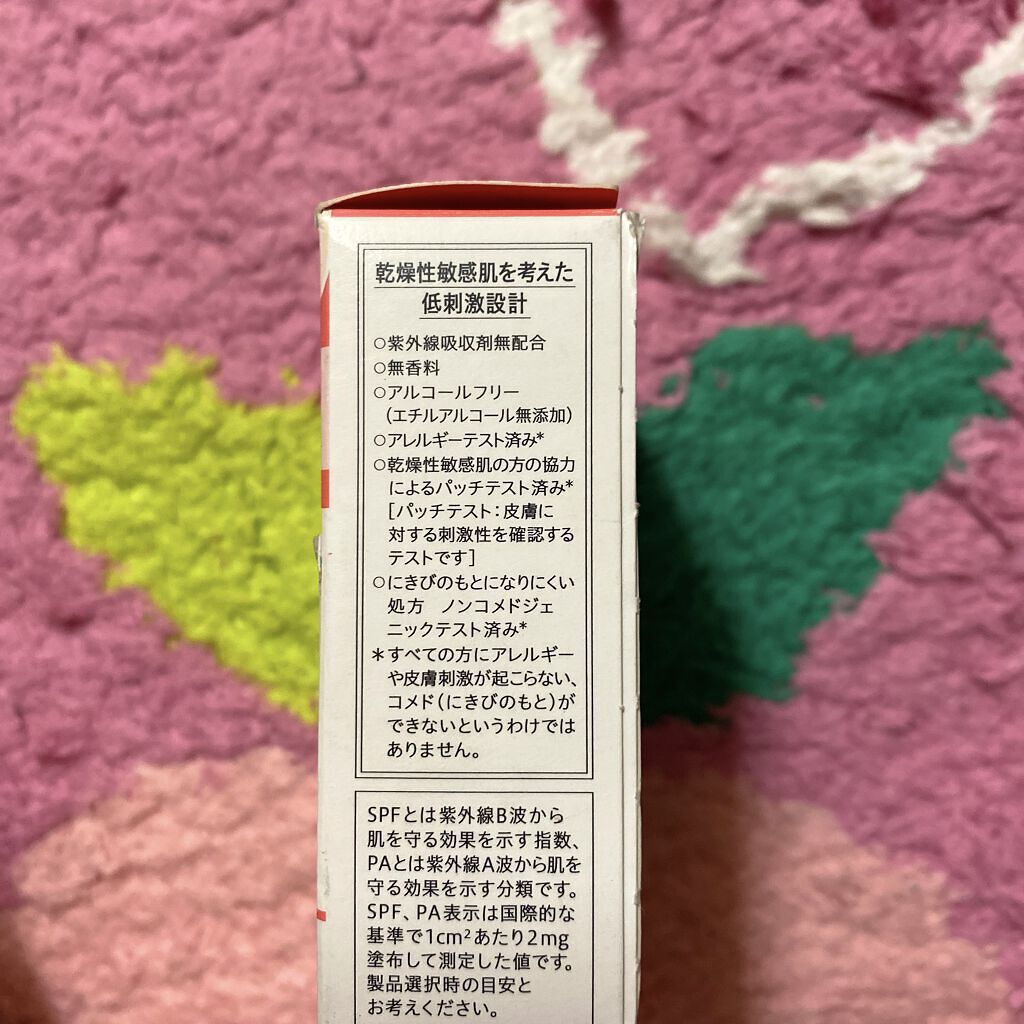 乾燥性敏感肌を考えた
低刺激設計
○紫外線吸収剤無配合
○無香料
○アルコールフリー
（エチルアルコール無添加）
○アレルギーテスト済み*
○乾燥性敏感肌の方の協力
によるパッチテスト済み*
［パッチテスト：皮膚に
対する刺激性を確認する
テストです］
○にきびのもとになりにくい
処方　ノンコメドジェ
ニックテスト済み*
＊すべての方にアレルギー
や皮膚刺激が起こらない、
コメド（にきびのもと）が
できないというわけでは
ありません。
SPFとは紫外線B波から
肌を守る効果を示す指数、
PAとは紫外線A波から肌を
守る効果を示す分類です。
SPF、PA表示は国際的な
基準で1cm²あたり2mg
塗布して測定した値です。
製品選択時の目安と
お考えください。